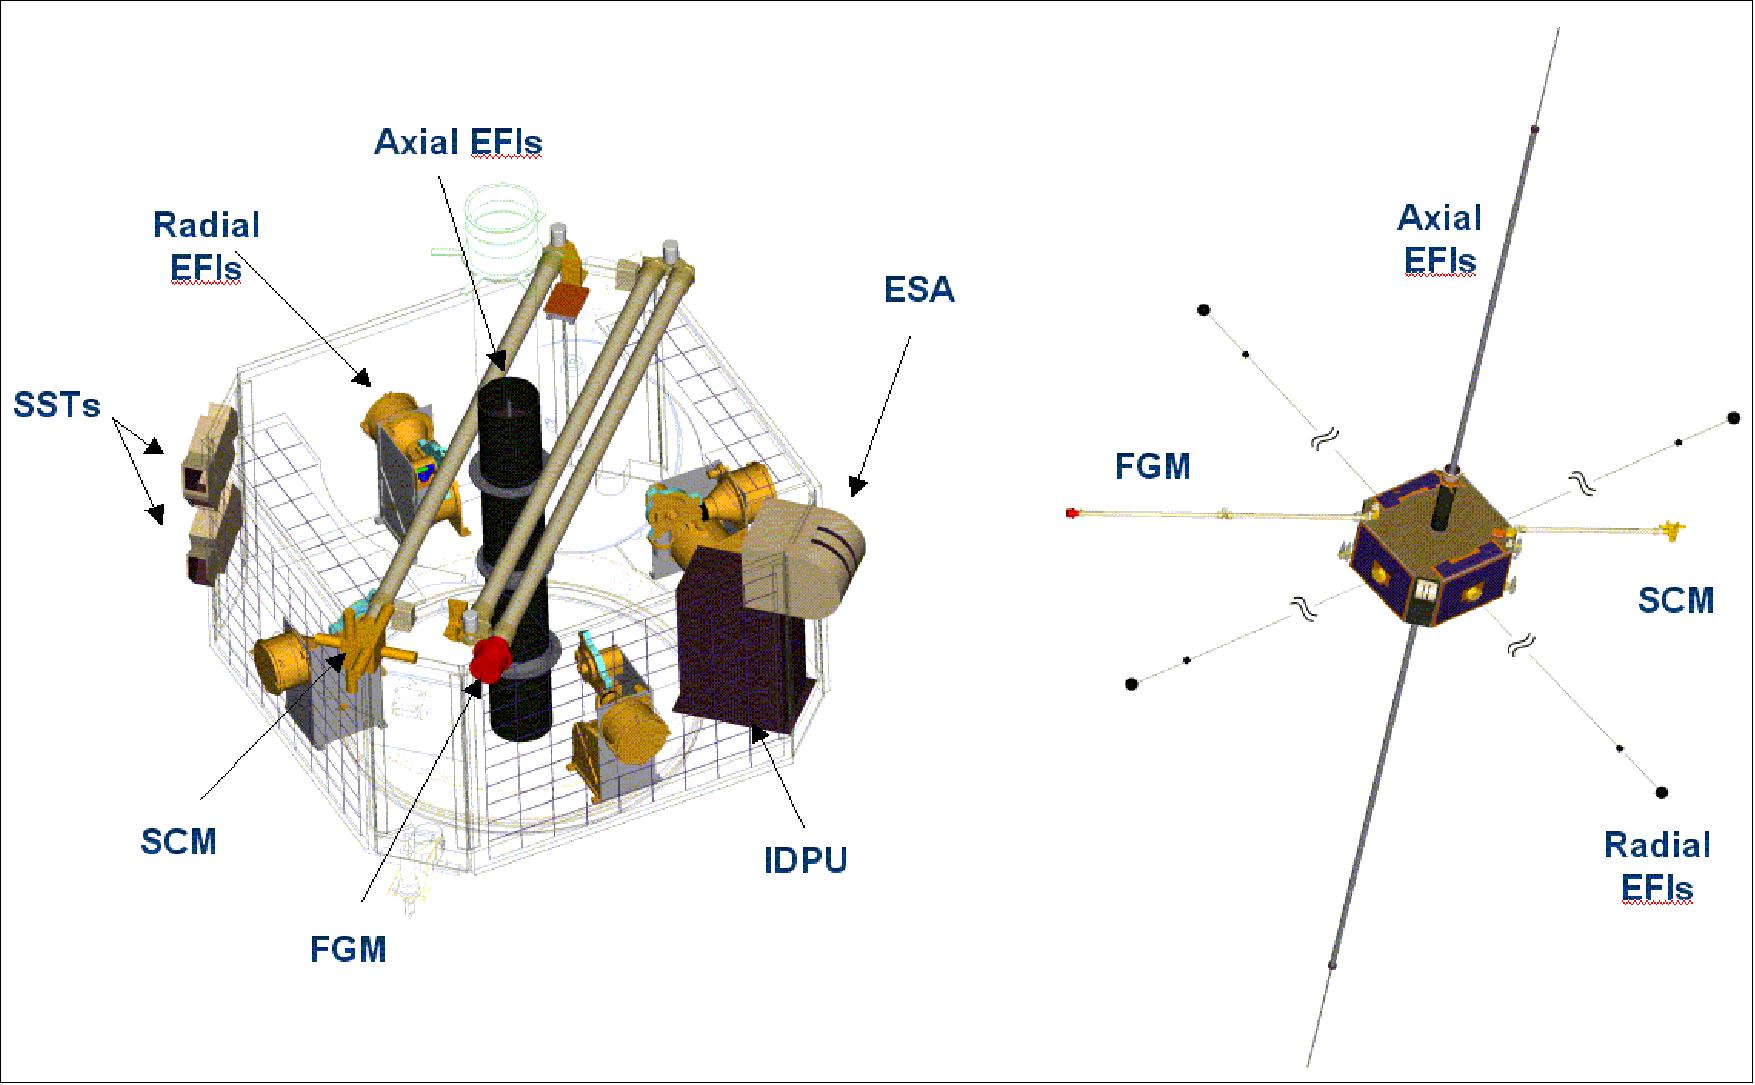 Axial EFIs
Radial
EFIs
ESA
SSTs
SCM
IDPU
FGM
Axial
EFIs
FGM
SCM
Radial
EFIs